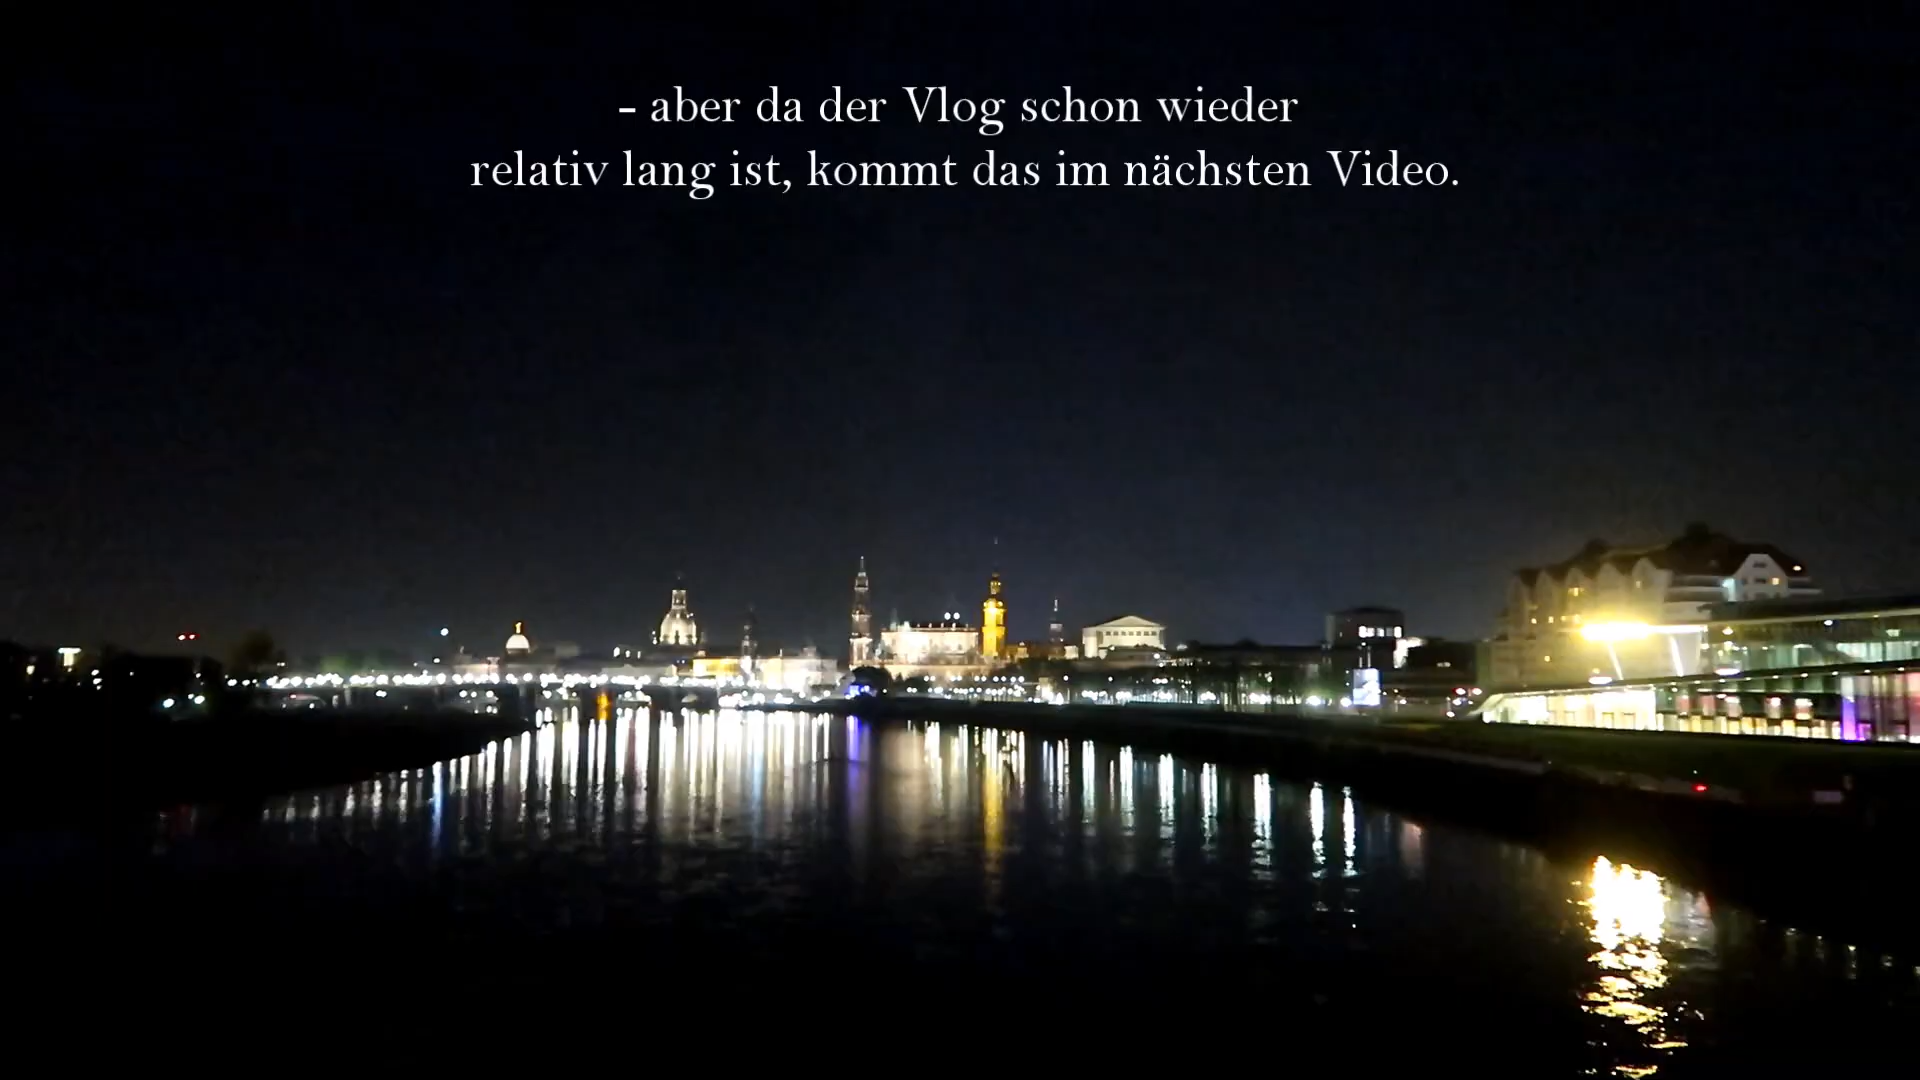 - aber da der Vlog schon wieder
relativ lang ist, kommt das im nächsten Video.